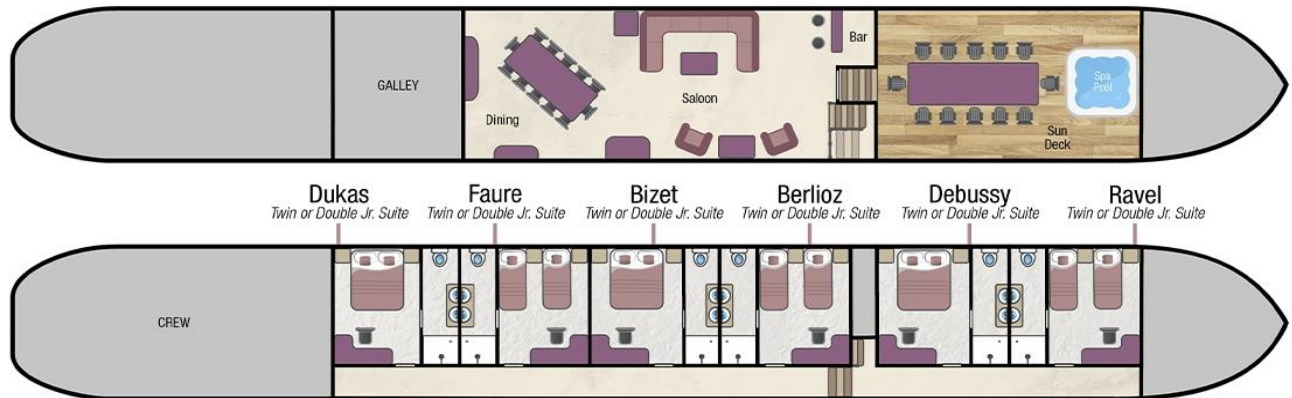 GALLEY
Dining
Saloon
Bar
Sun
Deck
Spa
Pool
Dukas
Twin or Double Jr. Suite
Faure
Twin or Double Jr. Suite
Bizet
Twin or Double Jr. Suite
Berlioz
Twin or Double Jr. Suite
Debussy
Twin or Double Jr. Suite
Ravel
Twin or Double Jr. Suite
CREW